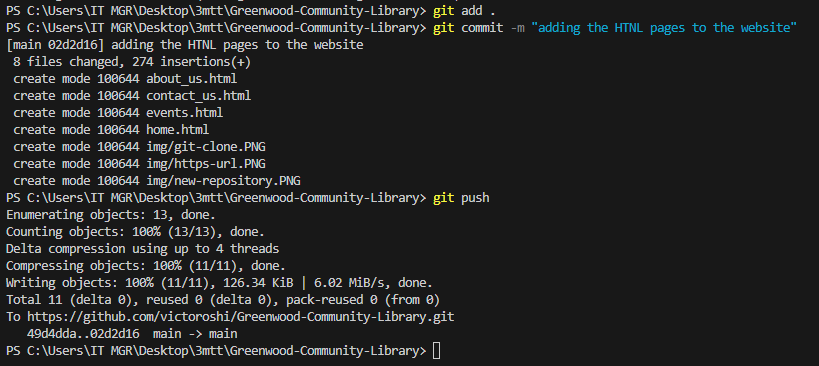 PS C:\Users\IT MGR\Desktop\3mtt\Greenwood-Community-Library> git add .
PS C:\Users\IT MGR\Desktop\3mtt\Greenwood-Community-Library> git commit -m "adding the HTNL pages to the website"
[main 02d2d16] adding the HTNL pages to the website
 8 files changed, 274 insertions(+)
 create mode 100644 about_us.html
 create mode 100644 contact_us.html
 create mode 100644 events.html
 create mode 100644 home.html
 create mode 100644 img/git-clone.PNG
 create mode 100644 img/https-url.PNG
 create mode 100644 img/new-repository.PNG
PS C:\Users\IT MGR\Desktop\3mtt\Greenwood-Community-Library> git push
Enumerating objects: 13, done.
Counting objects: 100% (13/13), done.
Delta compression using up to 4 threads
Compressing objects: 100% (11/11), done.
Writing objects: 100% (11/11), 126.34 KiB | 6.02 MiB/s, done.
Total 11 (delta 0), reused 0 (delta 0), pack-reused 0 (from 0)
To https://github.com/victoroshi/Greenwood-Community-Library.git
   49d4dda..02d2d16  main -> main
PS C:\Users\IT MGR\Desktop\3mtt\Greenwood-Community-Library>